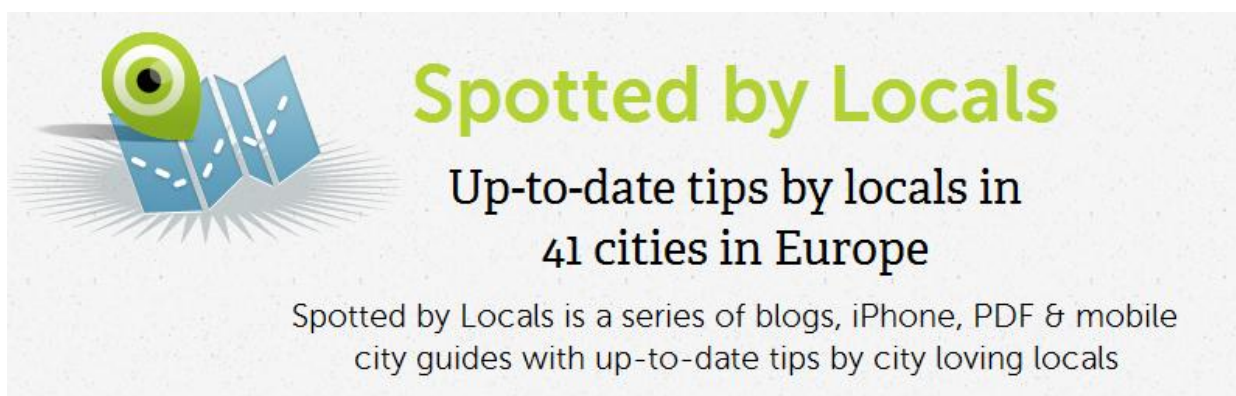 Spotted by Locals
Up-to-date tips by locals in
41 cities in Europe
Spotted by Locals is a series of blogs, iPhone, PDF & mobile
city guides with up-to-date tips by city loving locals